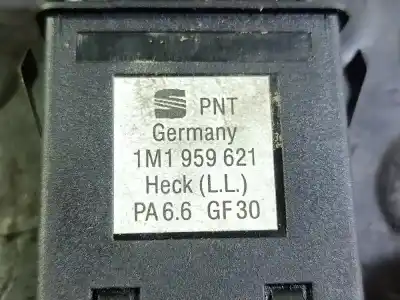 PNT
Germany
1M1 959 621
Heck (L.L.)
PA6.6 GF30